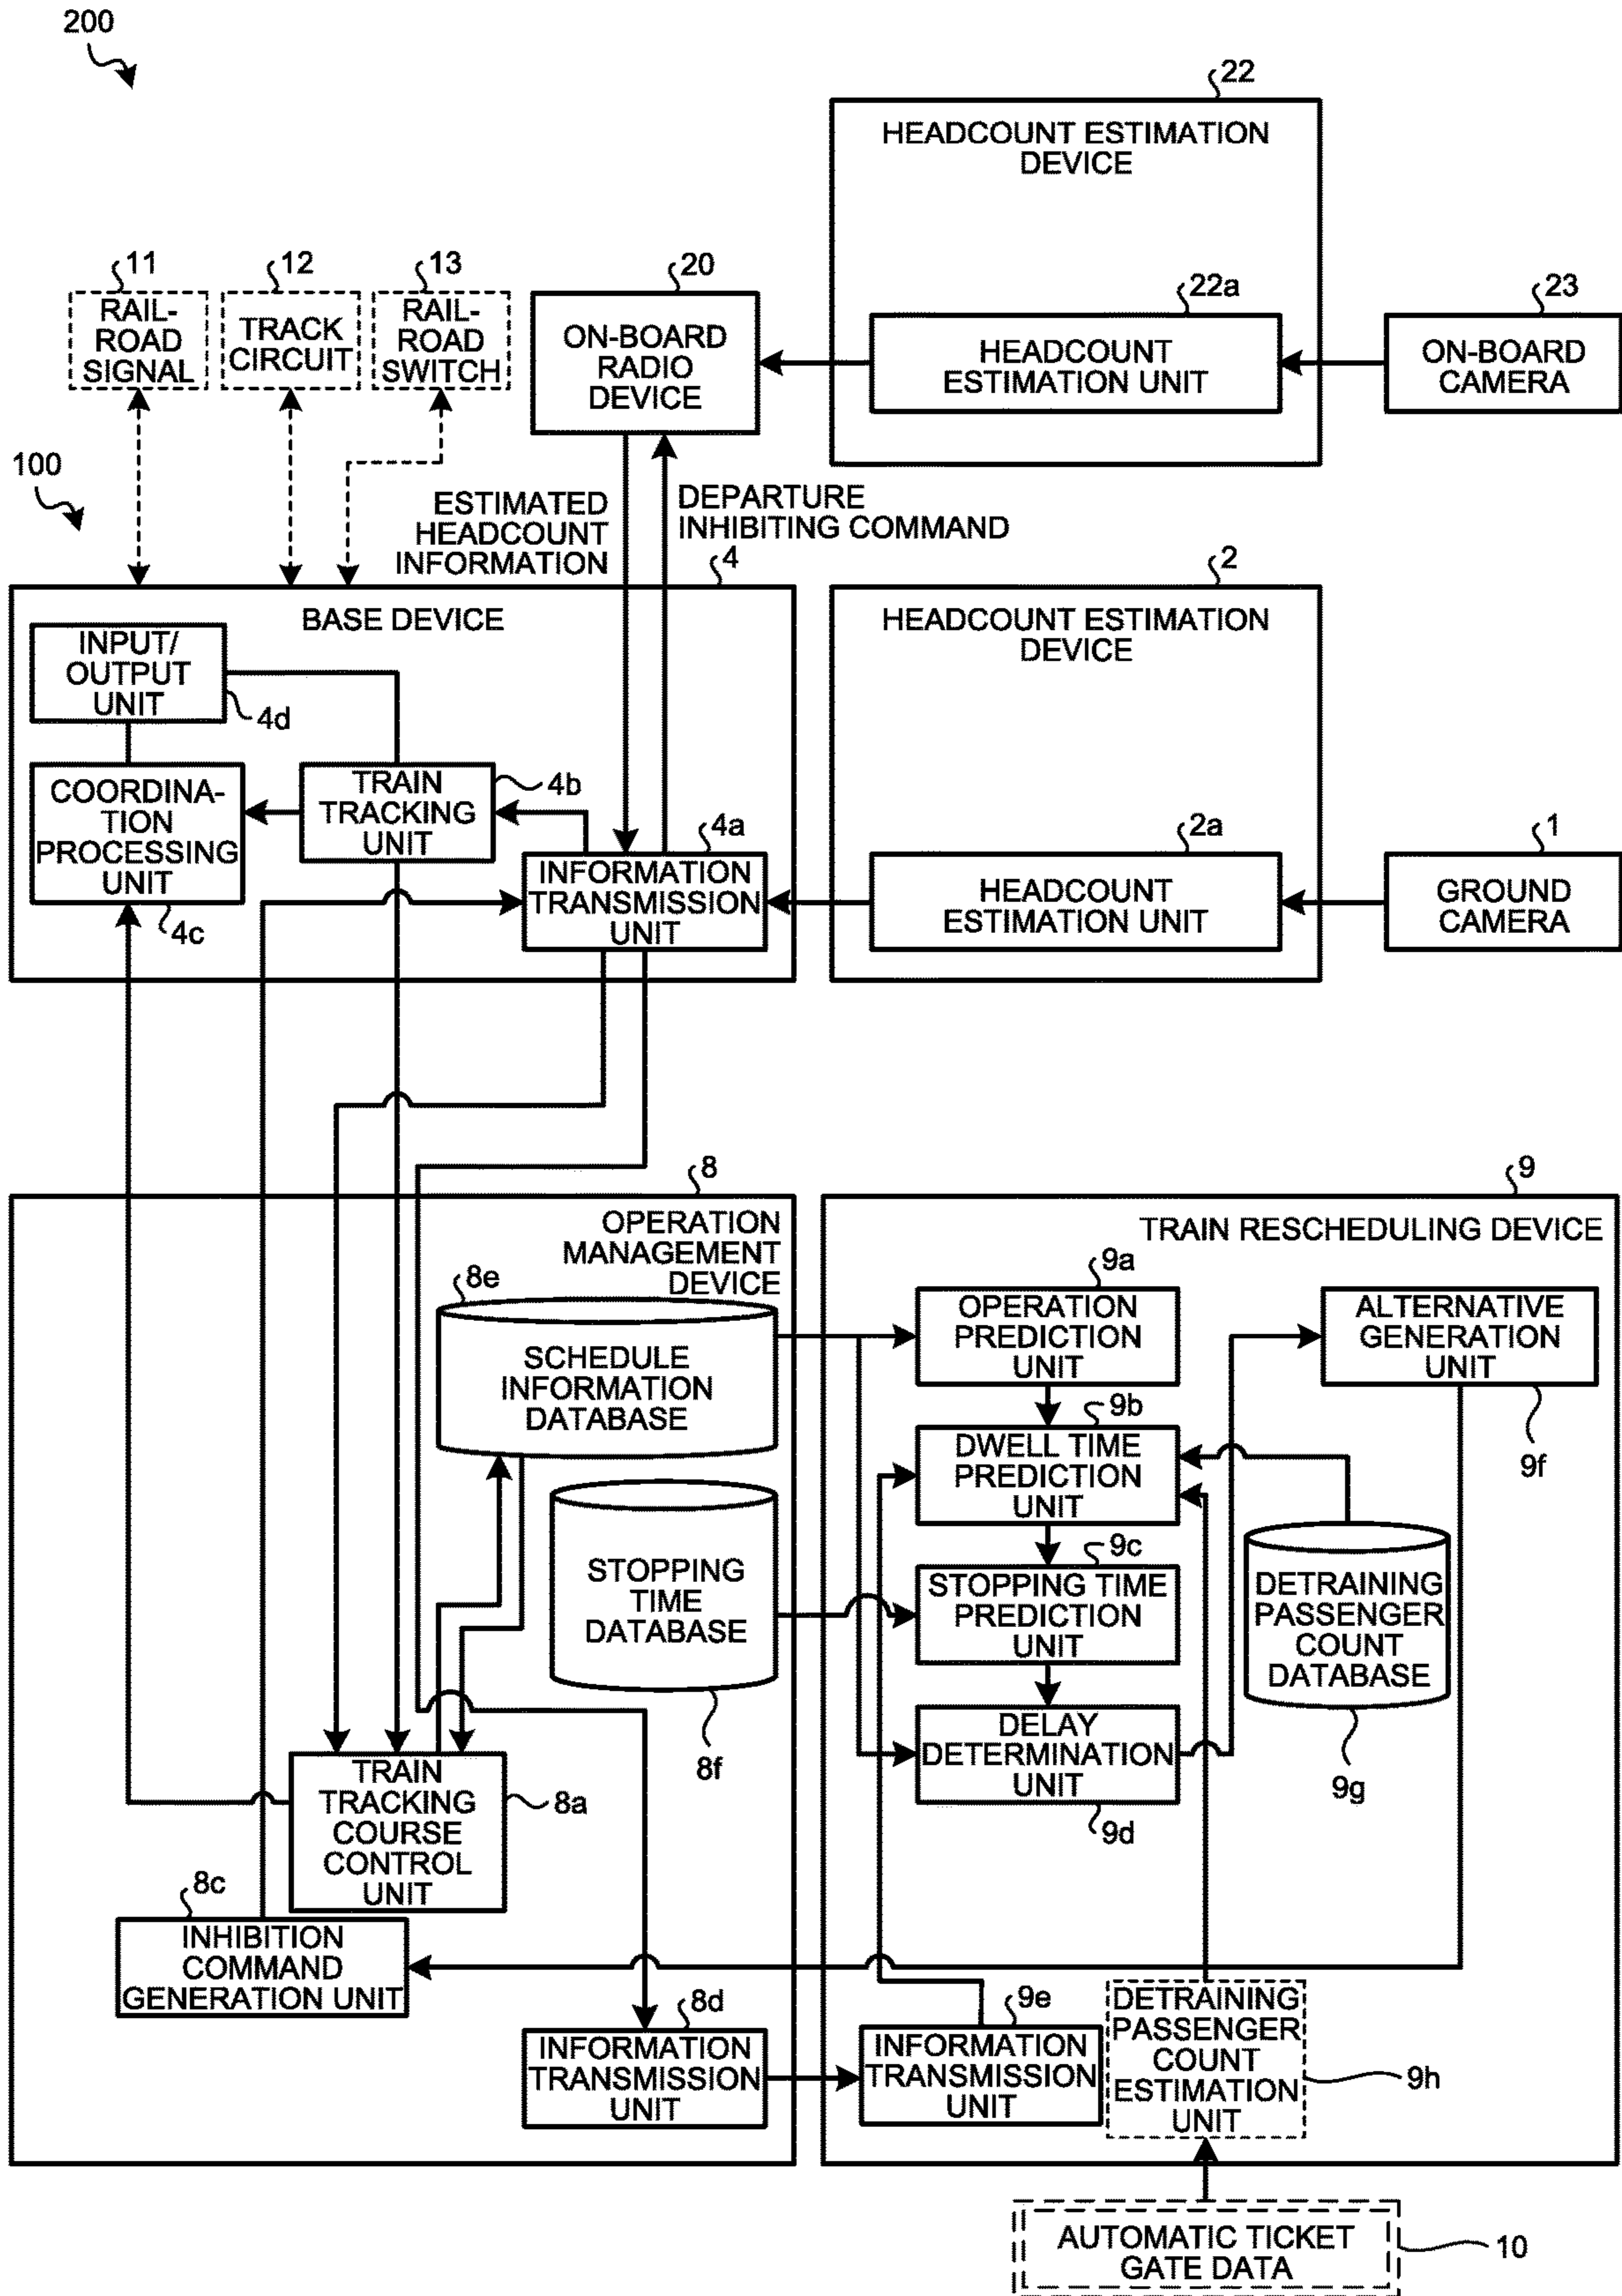 200
22
HEADCOUNT ESTIMATION
DEVICE
11
RAIL-
ROAD
SIGNAL
12
TRACK
CIRCUIT
13
RAIL-
ROAD
SWITCH
20
ON-BOARD
RADIO
DEVICE
22a
HEADCOUNT
ESTIMATION UNIT
23
ON-BOARD
CAMERA
100
ESTIMATED
HEADCOUNT
INFORMATION
DEPARTURE
INHIBITING COMMAND
4
BASE DEVICE
2
HEADCOUNT ESTIMATION
DEVICE
INPUT/
OUTPUT
UNIT
4d
COORDINA-
TION
PROCESSING
UNIT
4c
TRAIN
TRACKING
UNIT
4b
4a
INFORMATION
TRANSMISSION
UNIT
2a
HEADCOUNT
ESTIMATION UNIT
1
GROUND
CAMERA
8
OPERATION
MANAGEMENT
DEVICE
9
TRAIN RESCHEDULING DEVICE
8e
SCHEDULE
INFORMATION
DATABASE
9a
OPERATION
PREDICTION
UNIT
ALTERNATIVE
GENERATION
UNIT
9f
9b
DWELL TIME
PREDICTION
UNIT
STOPPING
TIME
DATABASE
8f
9c
STOPPING TIME
PREDICTION
UNIT
DETRAINING
PASSENGER
COUNT
DATABASE
9g
DELAY
DETERMINATION
UNIT
9d
TRAIN
TRACKING
COURSE
CONTROL
UNIT
8a
8c
INHIBITION
COMMAND
GENERATION UNIT
8d
INFORMATION
TRANSMISSION
UNIT
9e
INFORMATION
TRANSMISSION
UNIT
DETRAINING
PASSENGER
COUNT
ESTIMATION
UNIT
9h
AUTOMATIC TICKET
GATE DATA
10